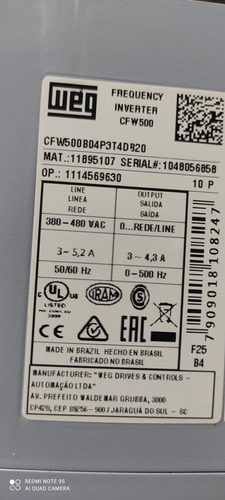 WEG
FREQUENCY
INVERTER
CFW500
CFW500B04P3T4DB20
MAT.:11895107 SERIAL#:1048056858
OP.: 1114569630
10 P
LINE
LINEA
REDE
OUTPUT
SALIDA
SAÍDA
380-480 VAC
0...REDE/LINE
3~ 5,2 A
3~ 4,3 A
50/60 Hz
0-500 Hz
C UL US
LISTED
IRAM
CE
EAC
MADE IN BRAZIL HECHO EN BRASIL
FABRICADO NO BRASIL
7909018108247
F25
B4
MANUFACTURER: "WEG DRIVES & CONTROLS -
AUTOMAÇÃO LTDA"
AV. PREFEITO WALDEMAR GRUBBA, 3000
CP420, CEP 89256-900 / JARAGUÁ DO SUL - SC
REDMI NOTE 8S
AI QUAD CAMERA